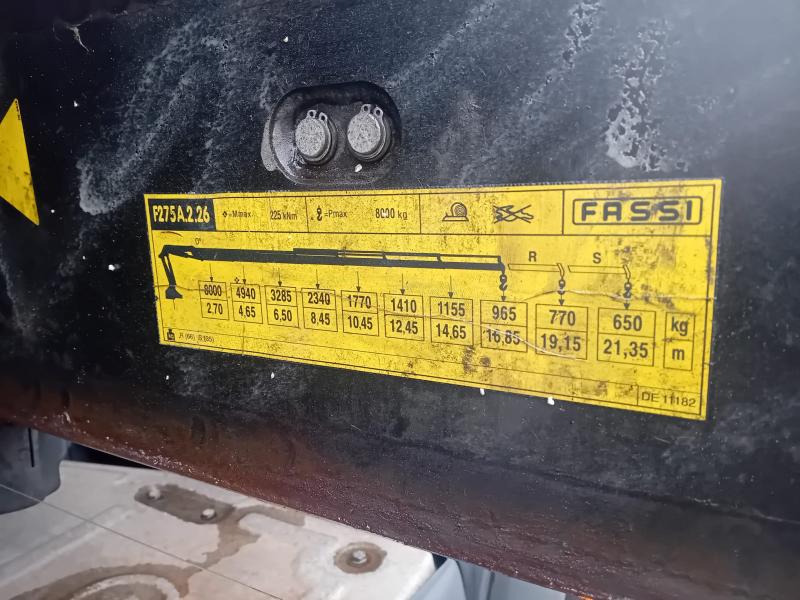 F275A.2.26 =Mmax 225 kNm =Pmax 8000 kg FASSI
0° R S
8000 4940 3285 2340 1770 1410 1155 965 770 650 kg
2.70 4,65 6,50 8,45 10,45 12,45 14,65 16,85 19,15 21,35 m
kg
DE 11182